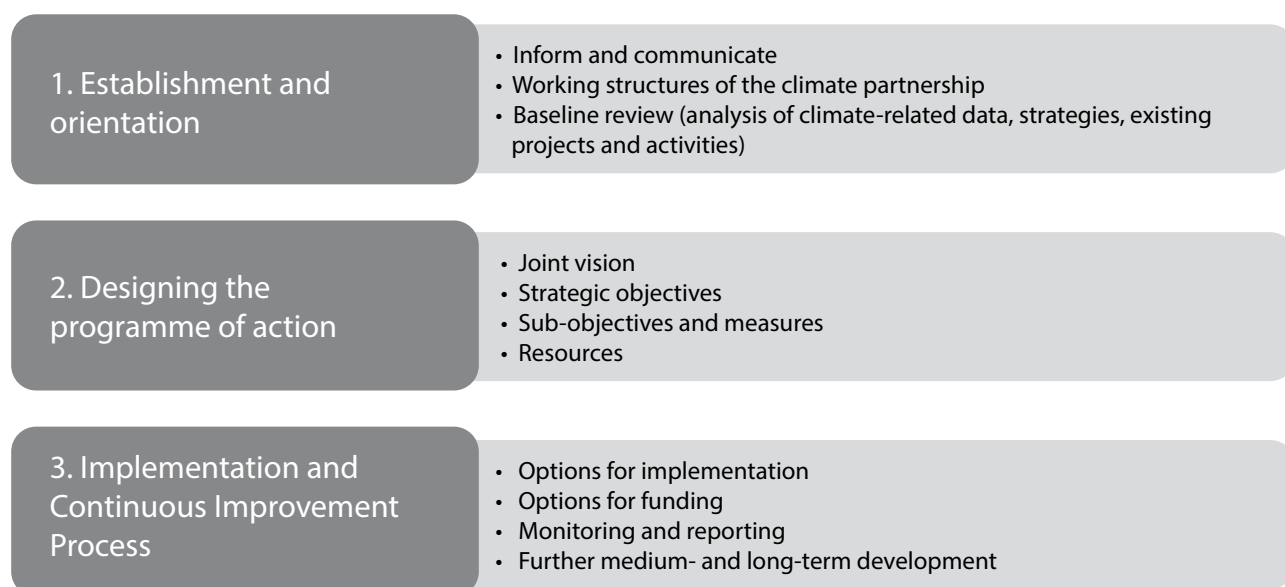 1. Establishment and
orientation
• Inform and communicate
• Working structures of the climate partnership
• Baseline review (analysis of climate-related data, strategies, existing
projects and activities)
2. Designing the
programme of action
• Joint vision
• Strategic objectives
• Sub-objectives and measures
• Resources
3. Implementation and
Continuous Improvement
Process
• Options for implementation
• Options for funding
• Monitoring and reporting
• Further medium- and long-term development